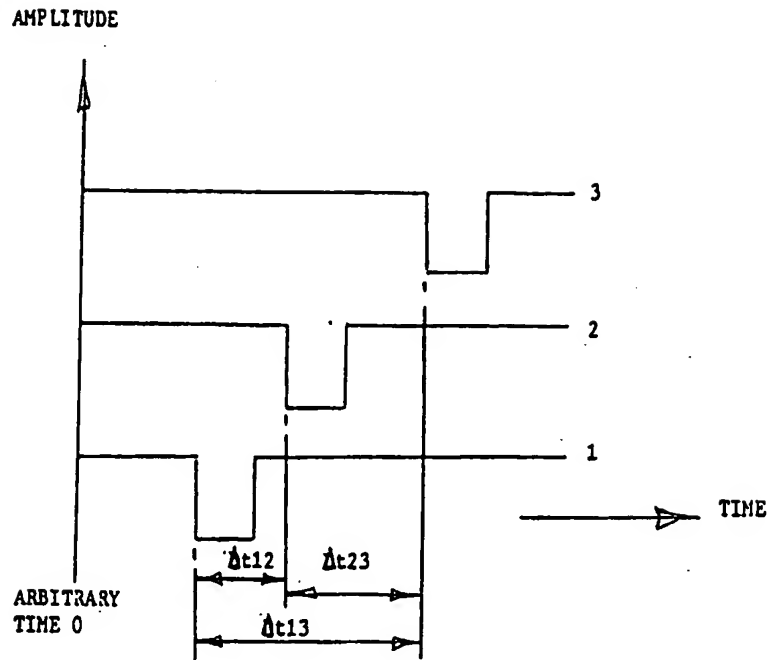 AMPLITUDE
3
2
1
TIME
Δt12
Δt23
ARBITRARY
TIME 0
Δt13